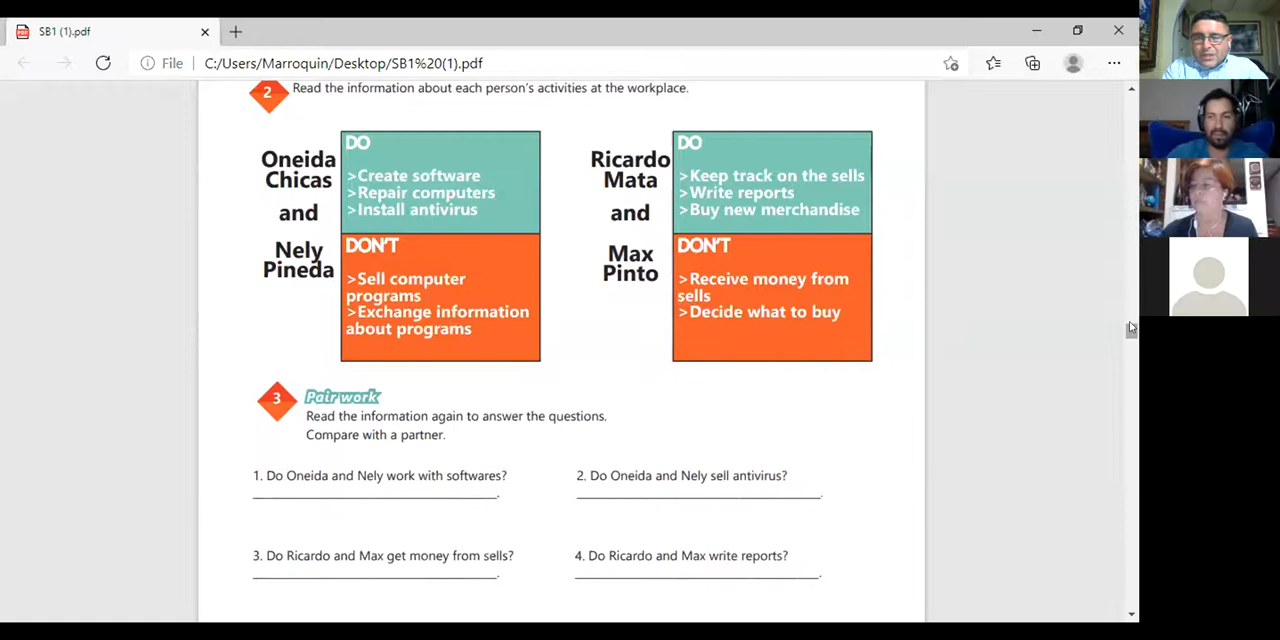 SB1 (1).pdf
File
C:/Users/Marroquin/Desktop/SB1%20(1).pdf
2
Read the information about each person's activities at the workplace.
Oneida
Chicas
and
Nely
Pineda
DO
>Create software
>Repair computers
>Install antivirus
DON'T
>Sell computer
programs
>Exchange information
about programs
Ricardo
Mata
and
Max
Pinto
DO
>Keep track on the sells
>Write reports
>Buy new merchandise
DON'T
>Receive money from
sells
>Decide what to buy
3
Pair work
Read the information again to answer the questions.
Compare with a partner.
1. Do Oneida and Nely work with softwares?
2. Do Oneida and Nely sell antivirus?
3. Do Ricardo and Max get money from sells?
4. Do Ricardo and Max write reports?